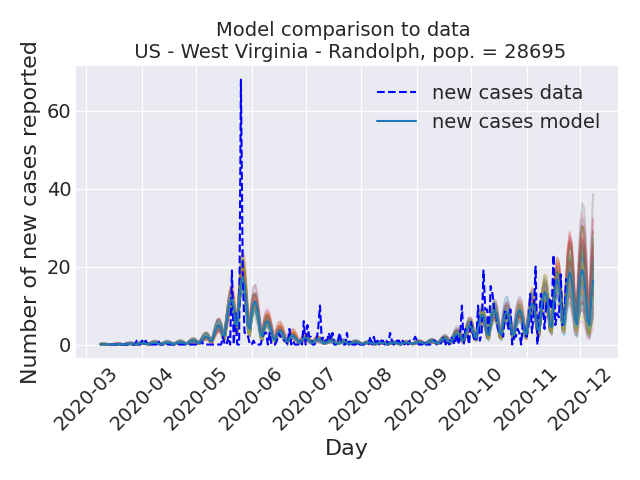 Model comparison to data
US - West Virginia - Randolph, pop. = 28695
Number of new cases reported
60
40
20
0
new cases data
new cases model
2020-03
2020-04
2020-05
2020-06
2020-07
2020-08
2020-09
2020-10
2020-11
2020-12
Day